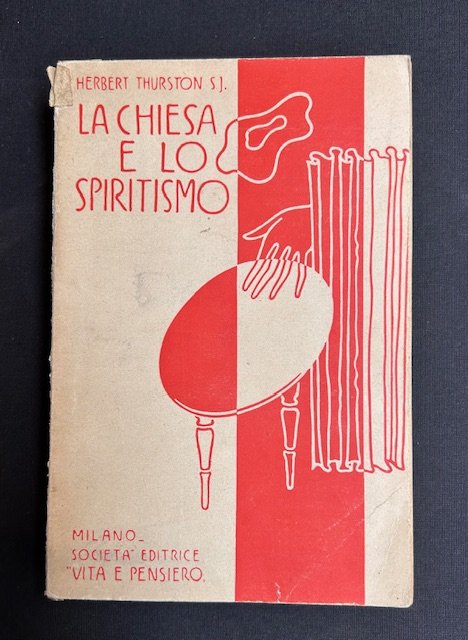 HERBERT THURSTON S J.
LA CHIESA
E LO
SPIRITISMO
MILANO_
SOCIETA' EDITRICE
"VITA E PENSIERO.